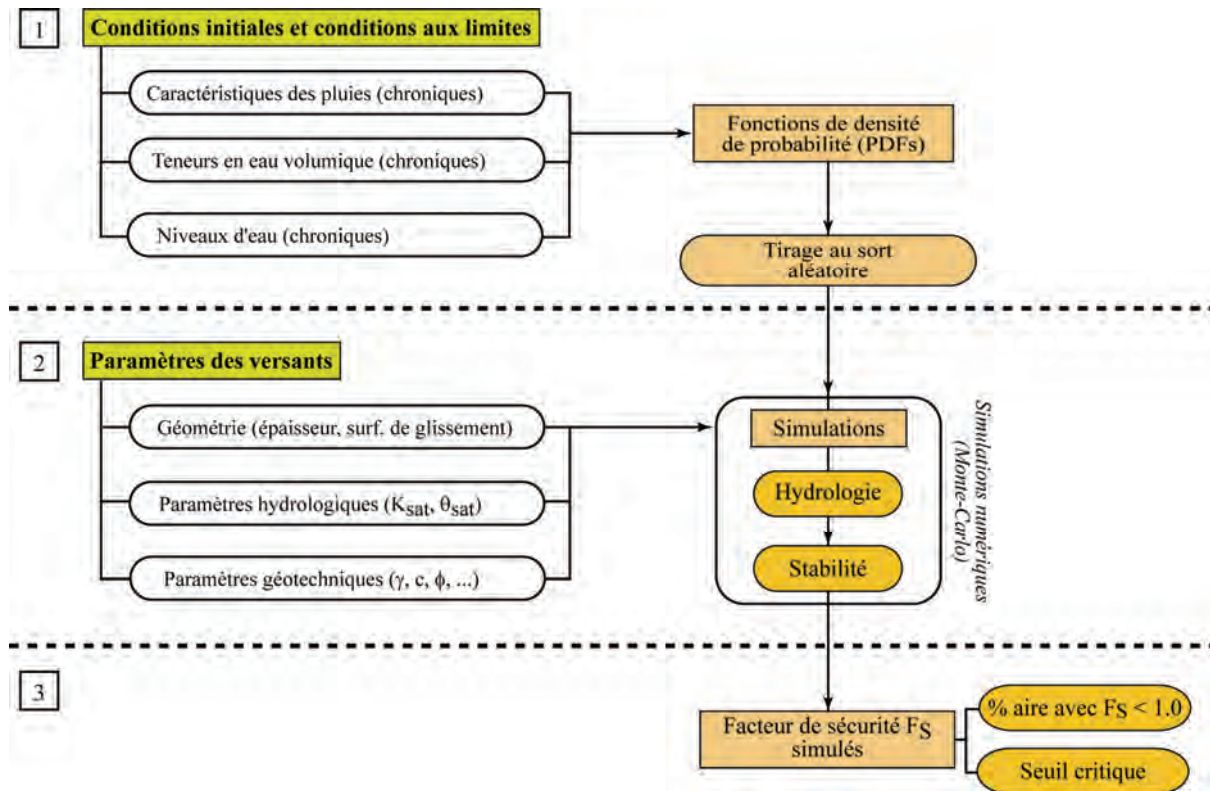 1
Conditions initiales et conditions aux limites
Caractéristiques des pluies (chroniques)
Teneurs en eau volumique (chroniques)
Niveaux d'eau (chroniques)
Fonctions de densité
de probabilité (PDFs)
Tirage au sort
aléatoire
2
Paramètres des versants
Géométrie (épaisseur, surf. de glissement)
Paramètres hydrologiques (Ksat, θsat)
Paramètres géotechniques (γ, c, ϕ, ...)
Simulations
Hydrologie
Stabilité
Simulations numériques
(Monte-Carlo)
3
Facteur de sécurité FS
simulés
% aire avec FS < 1.0
Seuil critique